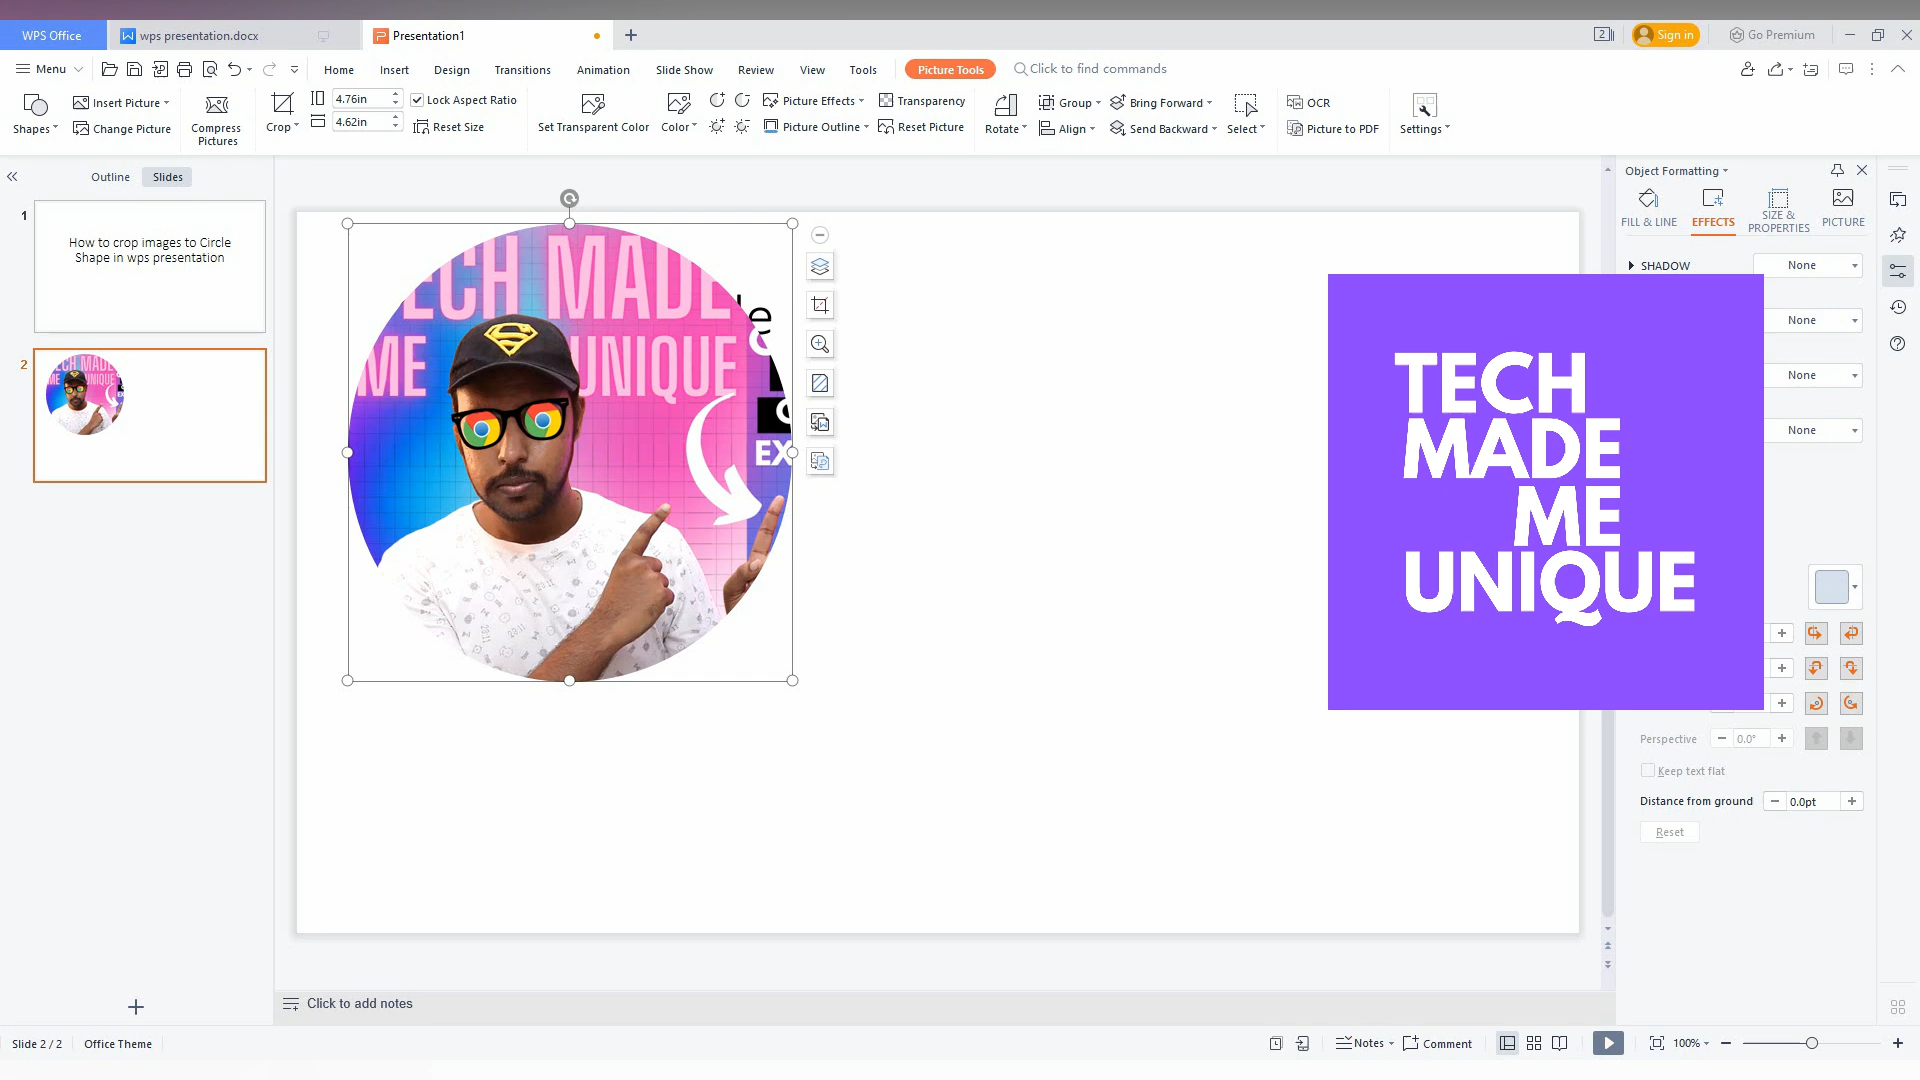 WPS Office
wps presentation.docx
Presentation1
2
Sign in
Go Premium
Menu
Home
Insert
Design
Transitions
Animation
Slide Show
Review
View
Tools
Picture Tools
Click to find commands
Shapes
Insert Picture
Change Picture
Compress
Pictures
Crop
4.76in
4.62in
Lock Aspect Ratio
Reset Size
Set Transparent Color
Color
Picture Effects
Picture Outline
Transparency
Reset Picture
Rotate
Group
Align
Bring Forward
Send Backward
Select
OCR
Picture to PDF
Settings
Outline
Slides
1
How to crop images to Circle
Shape in wps presentation
2
TECH MADE
ME UNIQUE
EX
Object Formatting
FILL & LINE
EFFECTS
SIZE &
PROPERTIES
PICTURE
SHADOW
None
None
None
None
TECH
MADE
ME
UNIQUE
Perspective
0.0°
Keep text flat
Distance from ground
0.0pt
Reset
Click to add notes
Slide 2 / 2
Office Theme
Notes
Comment
100%